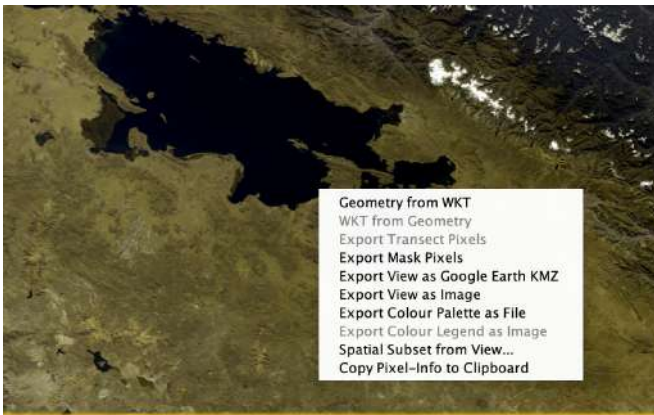 Geometry from WKT
WKT from Geometry
Export Transect Pixels
Export Mask Pixels
Export View as Google Earth KMZ
Export View as Image
Export Colour Palette as File
Export Colour Legend as Image
Spatial Subset from View...
Copy Pixel-Info to Clipboard